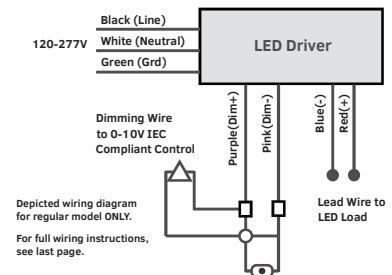 Black (Line)
120-277V
White (Neutral)
Green (Grd)
LED Driver
Purple(Dim+)
Pink(Dim-)
Blue(-)
Red(+)
Dimming Wire
to 0-10V IEC
Compliant Control
Depicted wiring diagram
for regular model ONLY.
For full wiring instructions,
see last page.
Lead Wire to
LED Load